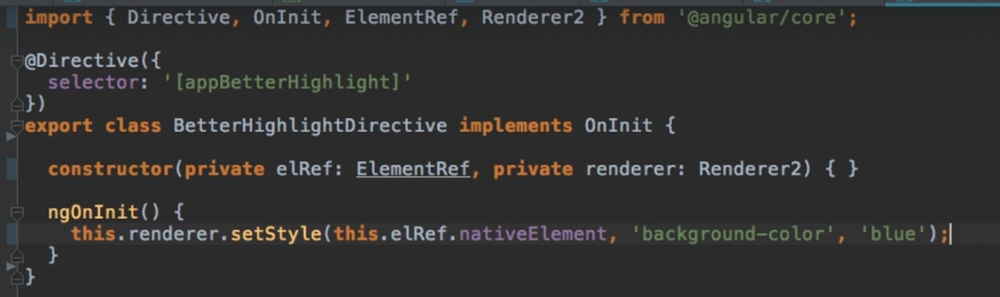 import { Directive, OnInit, ElementRef, Renderer2 } from '@angular/core';
@Directive({
  selector: '[appBetterHighlight]'
})
export class BetterHighlightDirective implements OnInit {
  constructor(private elRef: ElementRef, private renderer: Renderer2) { }
  ngOnInit() {
    this.renderer.setStyle(this.elRef.nativeElement, 'background-color', 'blue');
  }
}